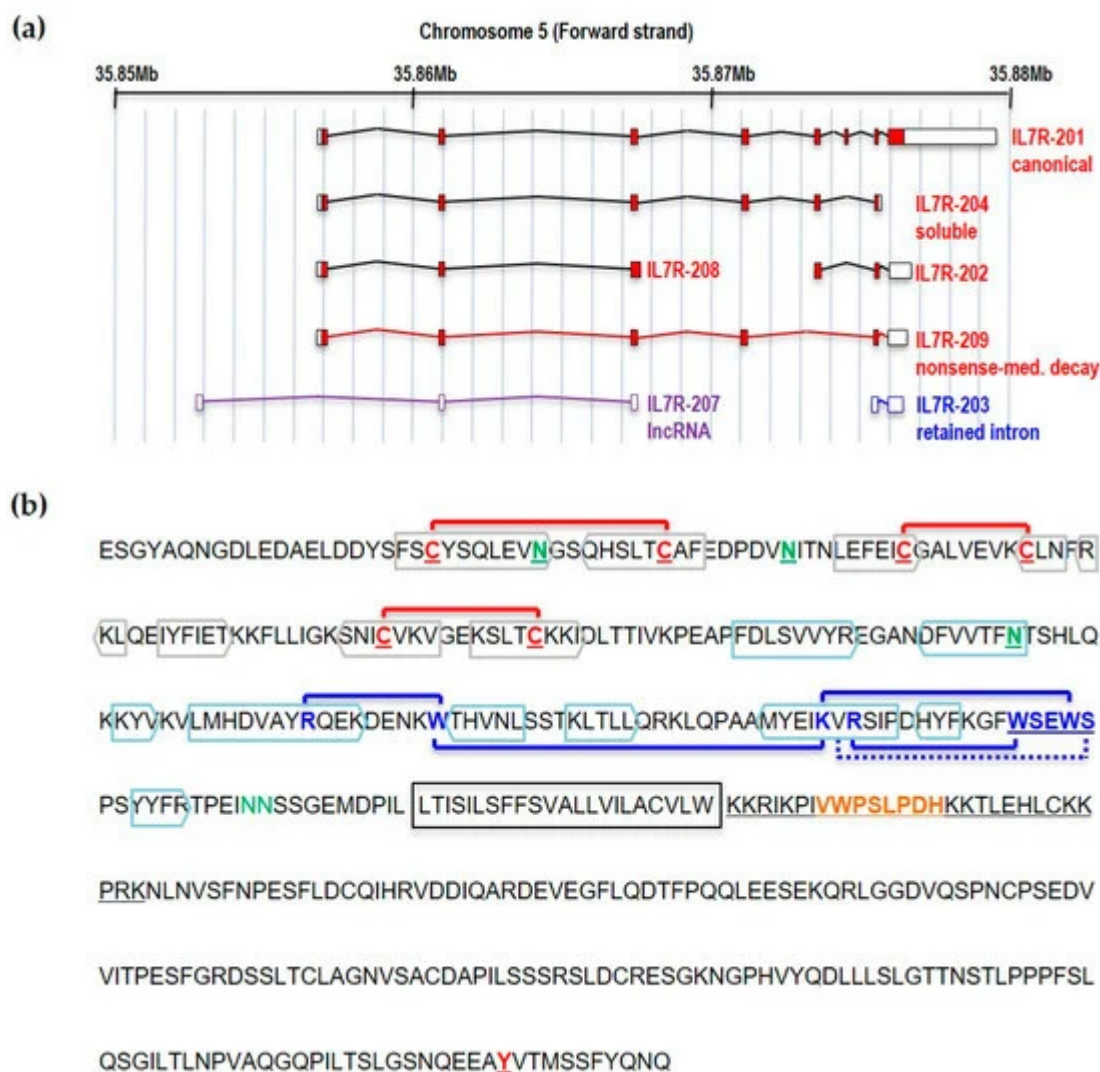 (a)
Chromosome 5 (Forward strand)
35.85Mb 35.86Mb 35.87Mb 35.88Mb
IL7R-201
canonical
IL7R-204
soluble
IL7R-208 IL7R-202
IL7R-209
nonsense-med. decay
IL7R-207 IL7R-203
lncRNA retained intron
(b)
ESGYAQNGDLEDAELDDYSFSCYSQLEVNGSQHSLTCAFEDPDVNITNLEFEICGALVEVKCLNFR
KLQEIYFIETKKFLLIGKSNICVKVGEKSLTCKKIDLTTIVKPEAPFDLSVVYREGANDFVVTFNTSHLQ
KKYVKVLMHDVAYRQEKDENKWTHVNLSSTKLTLLQRKLQPAAMYEIKVRSIPDHYFKGFWSEWS
PSYYFRTPEINNSSGEMDPIL LTISILSFFSVALLVILACVLW KKRIKPIVWPSLPDHKKTLEHLCKK
PRKNLNVSFNPESFLDCQIHRVDDIQARDEVEGFLQDTFPQQLEESEKQRLGGDVQSPNCPSEDV
VITPESFGRDSSLTCLAGNVSACDAPILSSSRSLDCRESGKNGPHVYQDLLLSLGTTNSTLPPPFSL
QSGILTLNPVAQGQPILTSLGSNQEEAYVTMSSFYQNQ